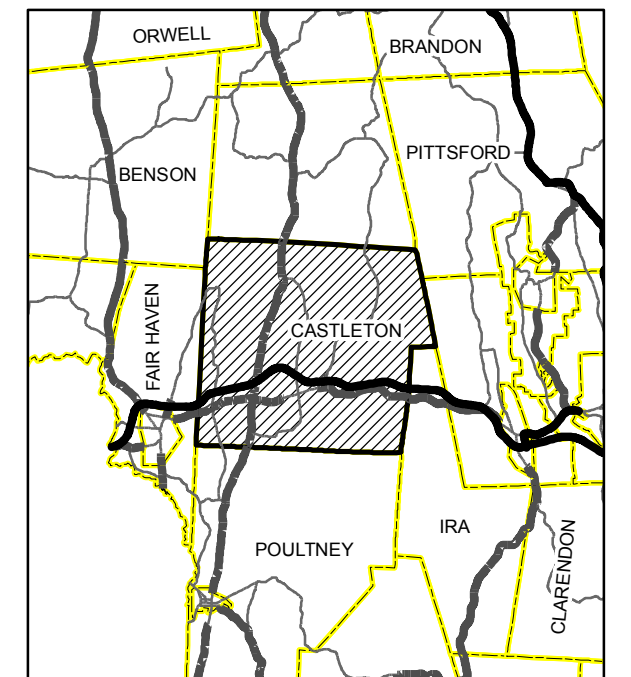 ORWELL
BRANDON
PITTSFORD
BENSON
FAIR HAVEN
CASTLETON
IRA
POULTNEY
CLARENDON